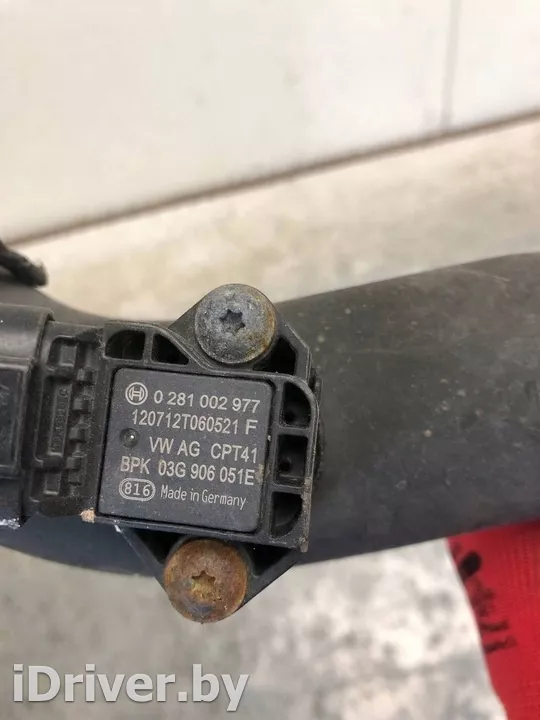 0 281 002 977
120712T060521 F
VW AG CPT41
BPK 03G 906 051E
816 Made in Germany
iDriver.by